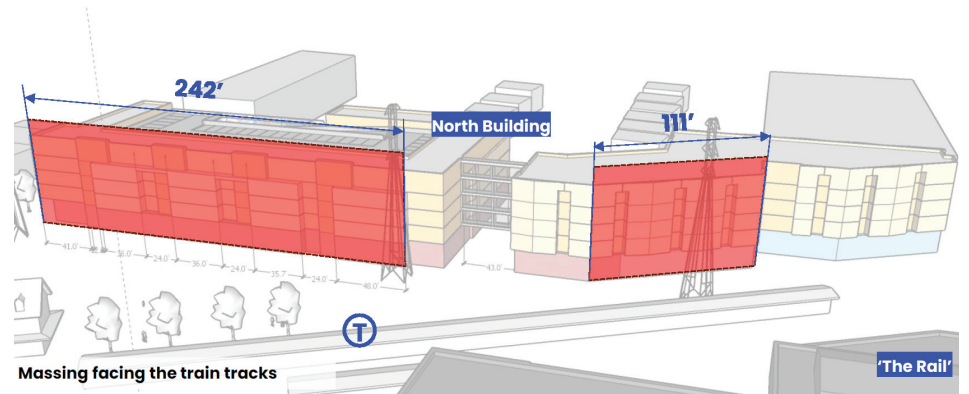 242'
North Building
111'
41.0'
24.0'
36.0'
24.0'
35.7'
24.0'
46.0'
43.0'
T
Massing facing the train tracks
'The Rail'